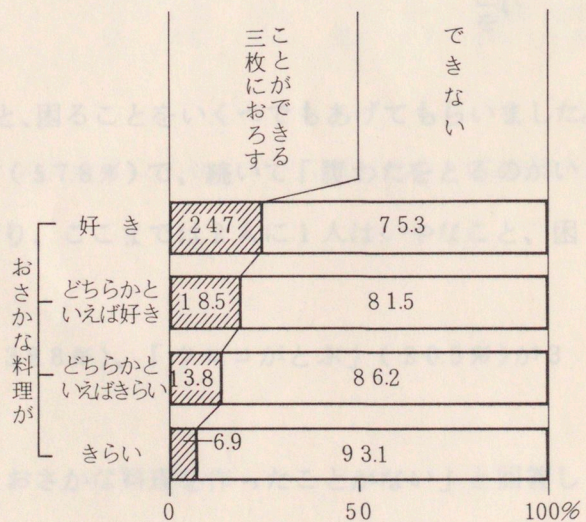 三枚におろす
ことができる
できない
おさかな料理が
好き
24.7
75.3
どちらかと
いえば好き
18.5
81.5
どちらかと
いえばきらい
13.8
86.2
きらい
6.9
93.1
0
50
100%